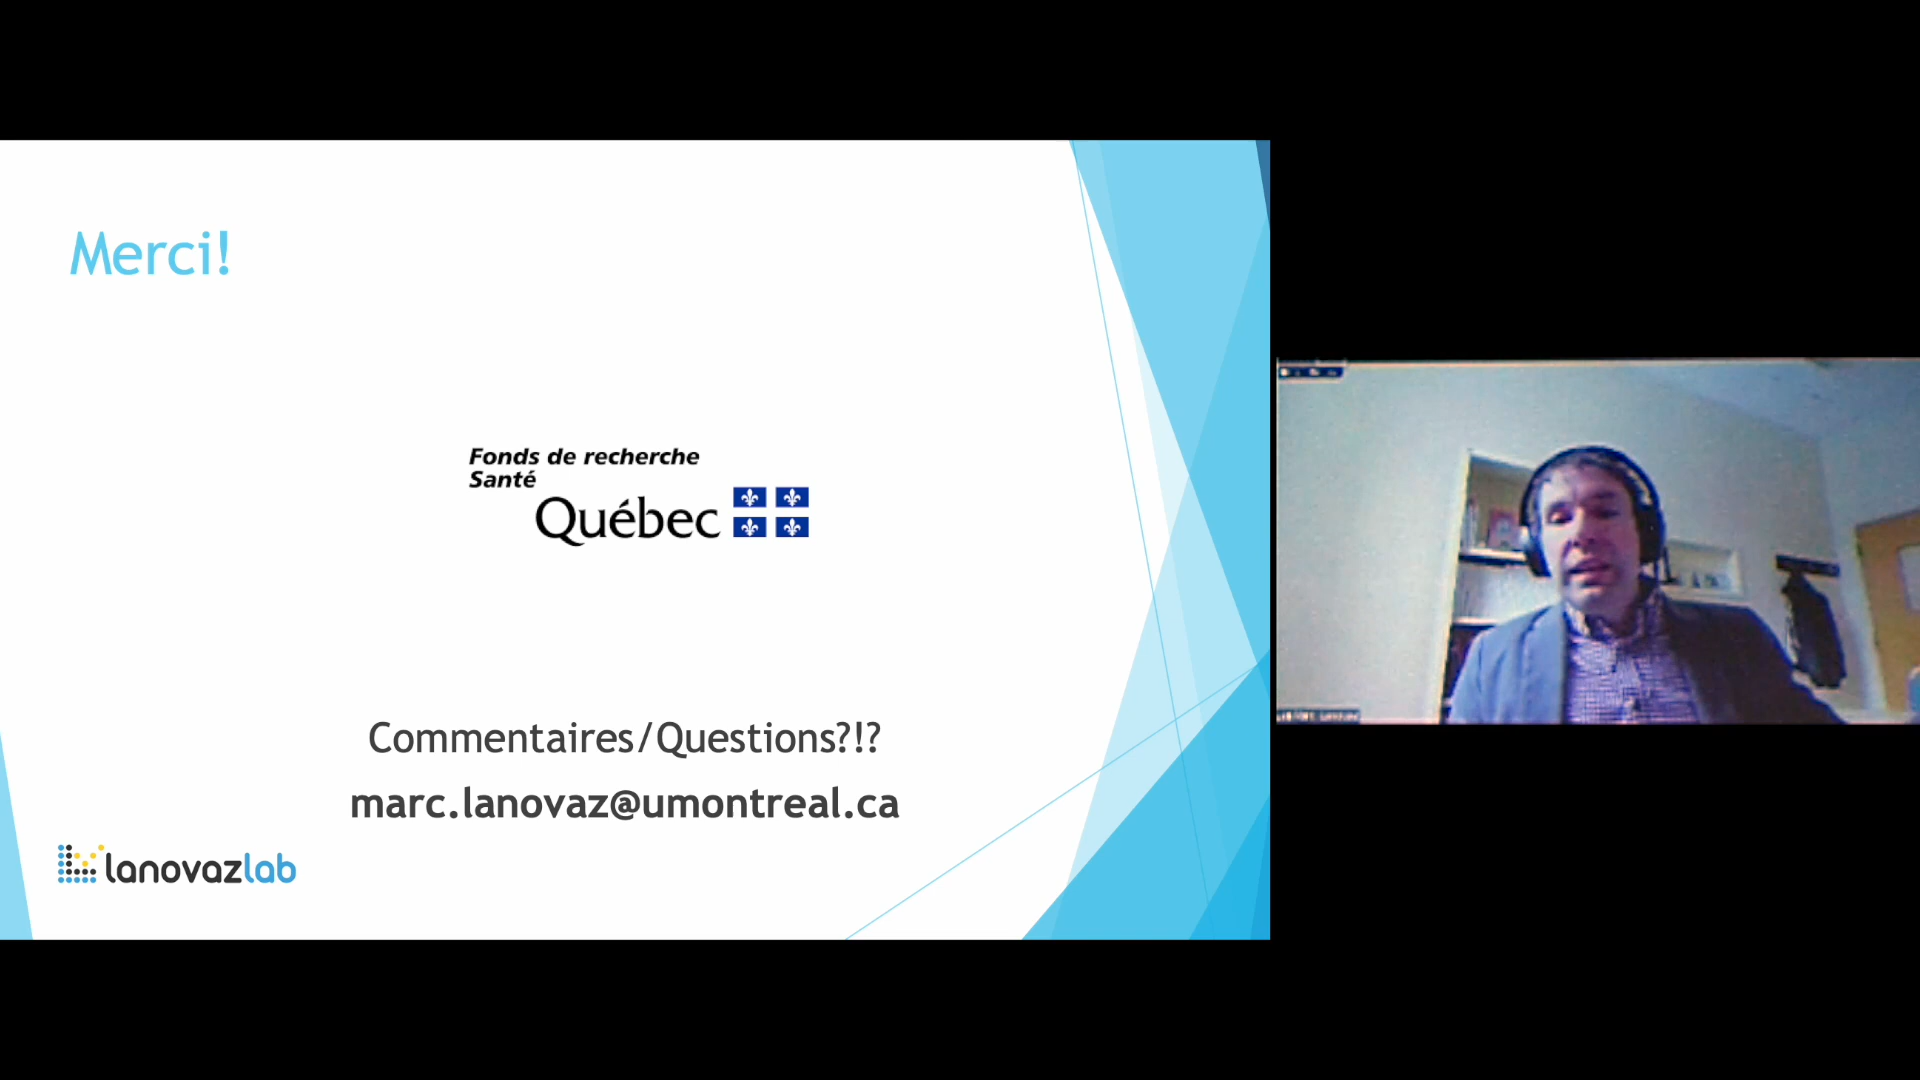 Merci!
Fonds de recherche
Santé
Québec
Commentaires/Questions?!?
marc.lanovaz@umontreal.ca
lanovazlab